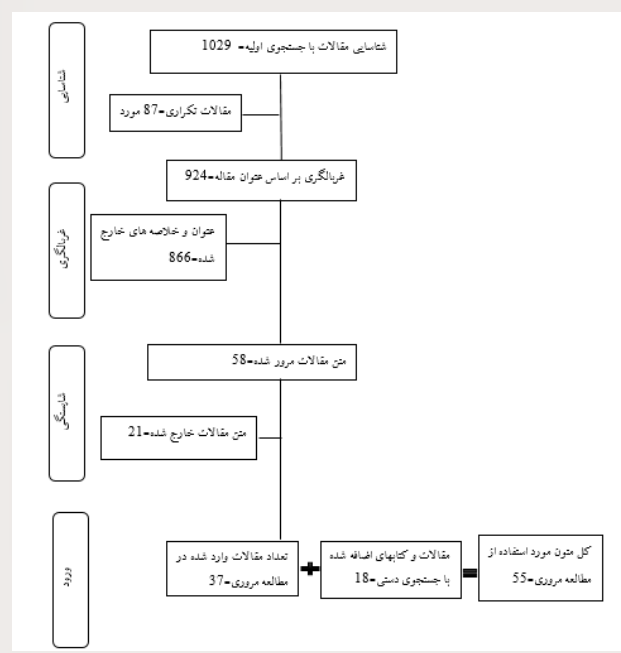 شناسایی
شناسایی مقالات با جستجوی اولیه= 1029
مقالات تکراری=87 مورد
غربالگری بر اساس عنوان مقاله=924
غربالگری
عنوان و خلاصه های خارج
شده=866
متن مقالات مرور شده=58
شایستگی
متن مقالات خارج شده=21
ورود
تعداد مقالات وارد شده در
مطالعه مروری=37
+
مقالات و کتابهای اضافه شده
با جستجوی دستی=18
=
کل متون مورد استفاده از
مطالعه مروری=55